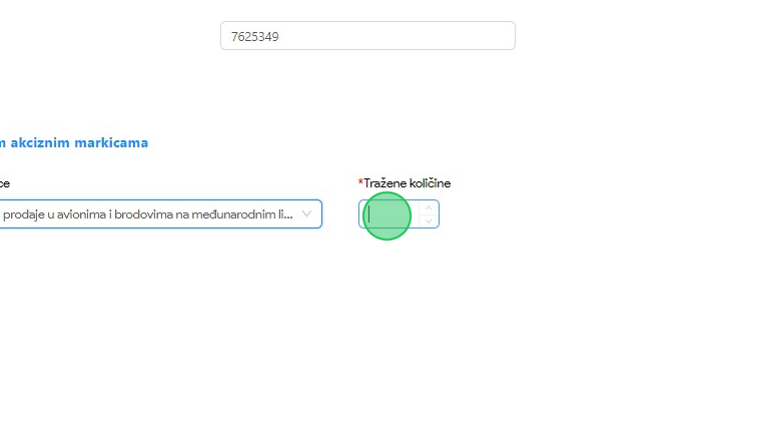 7625349
m akciznim markicama
ce
*Tražene količine
prodaje u avionima i brodovima na međunarodnim li...